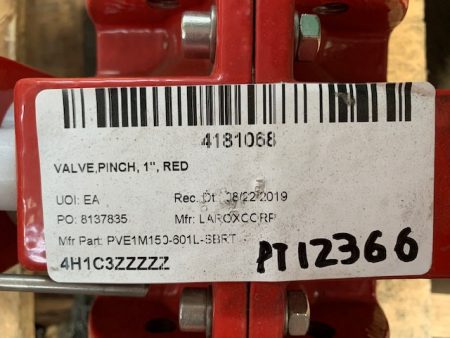 4181068
VALVE,PINCH, 1", RED
UOI: EA Rec. Dt : 08/22/2019
PO: 8137835 Mfr: LAROXCORP
Mfr Part: PVE1M150-601L-SBRT
4H1C3ZZZZZ PT12366